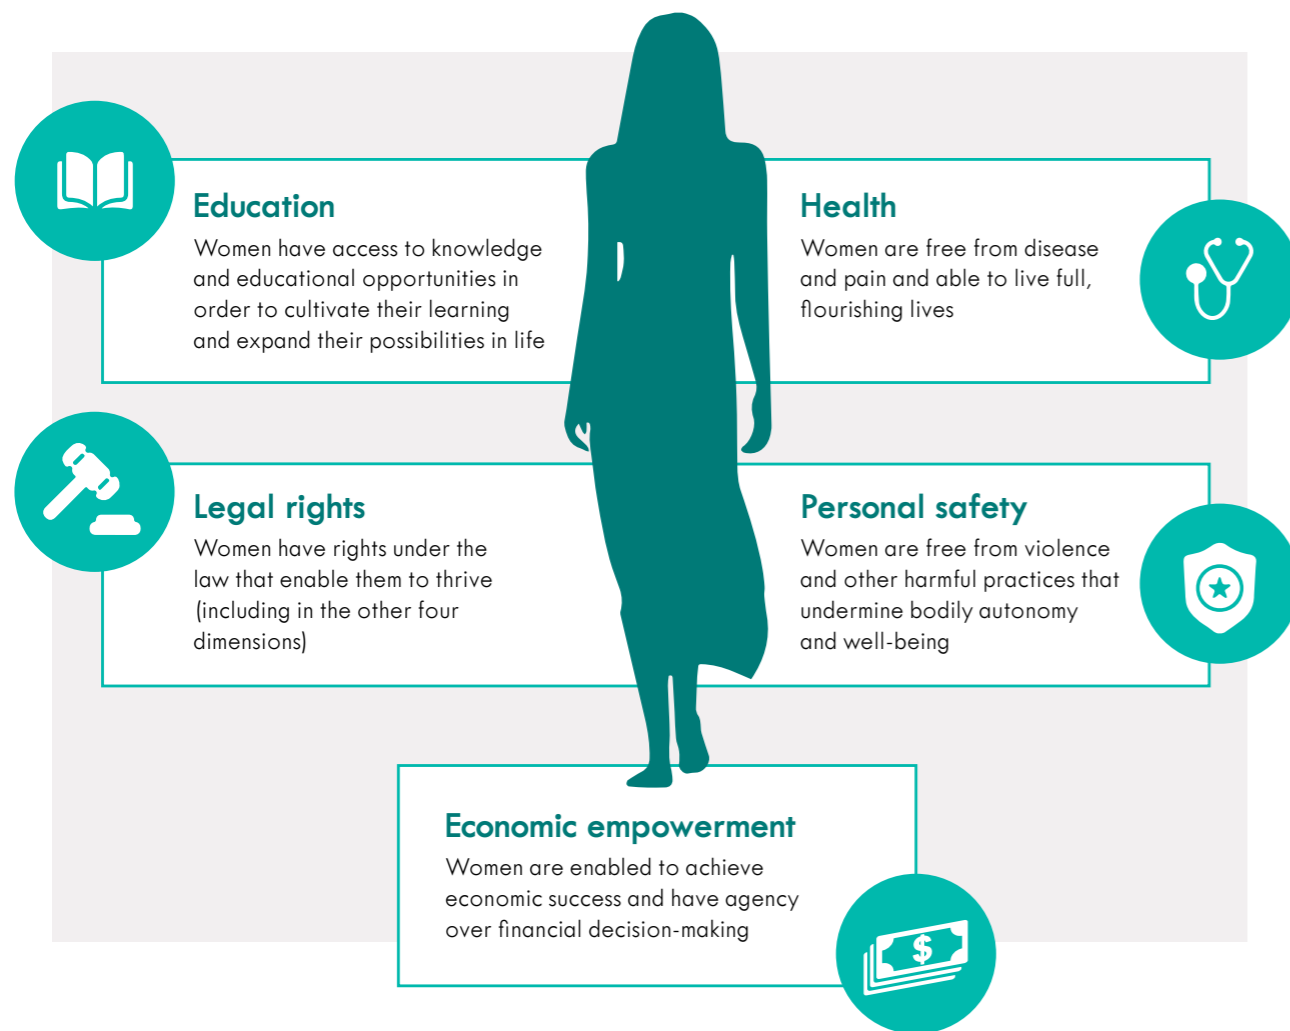 Education
Women have access to knowledge
and educational opportunities in
order to cultivate their learning
and expand their possibilities in life
Health
Women are free from disease
and pain and able to live full,
flourishing lives
Legal rights
Women have rights under the
law that enable them to thrive
(including in the other four
dimensions)
Personal safety
Women are free from violence
and other harmful practices that
undermine bodily autonomy
and well-being
Economic empowerment
Women are enabled to achieve
economic success and have agency
over financial decision-making
$